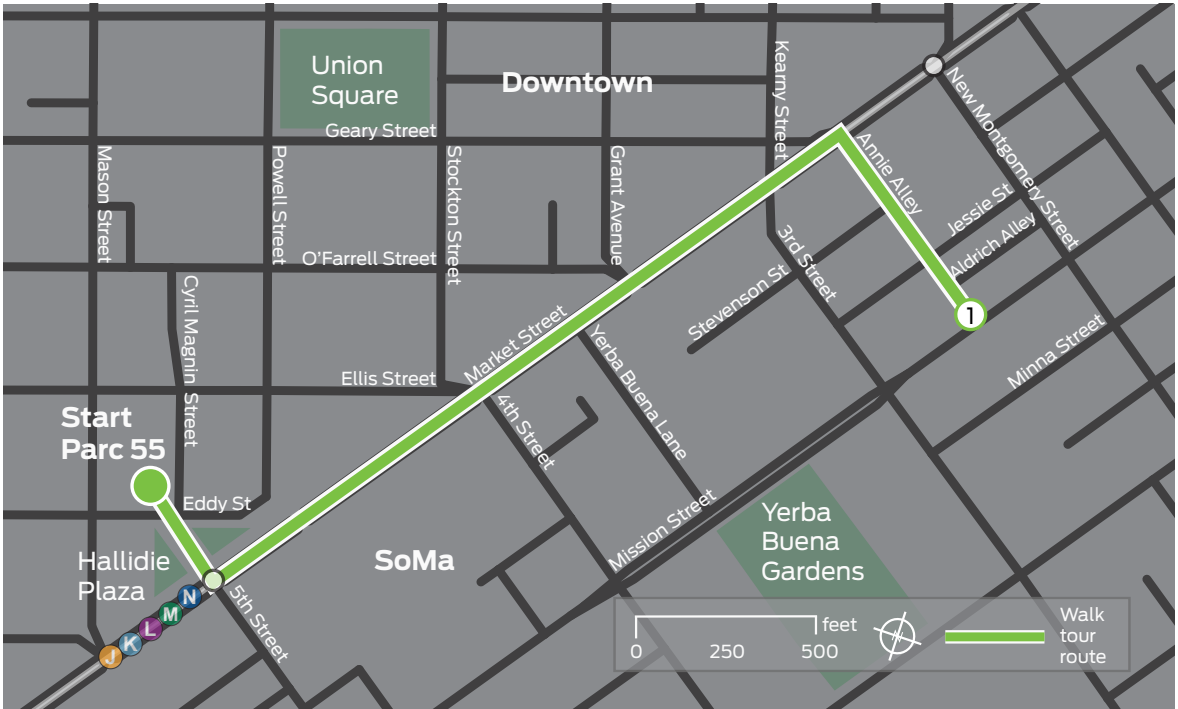 Union
Square
Downtown
Geary Street
Kearny Street
New Montgomery Street
Annie Alley
Mason Street
Powell Street
Stockton Street
Grant Avenue
Jessie St
Aldrich Alley
3rd Street
O'Farrell Street
Stevenson St
1
Cyril Magnin Street
Market Street
Yerba Buena Lane
Minna Street
Ellis Street
4th Street
Start
Parc 55
Eddy St
Mission Street
Yerba
Buena
Gardens
Hallidie
Plaza
SoMa
5th Street
N
M
L
K
J
feet
0
250
500
Walk
tour
route